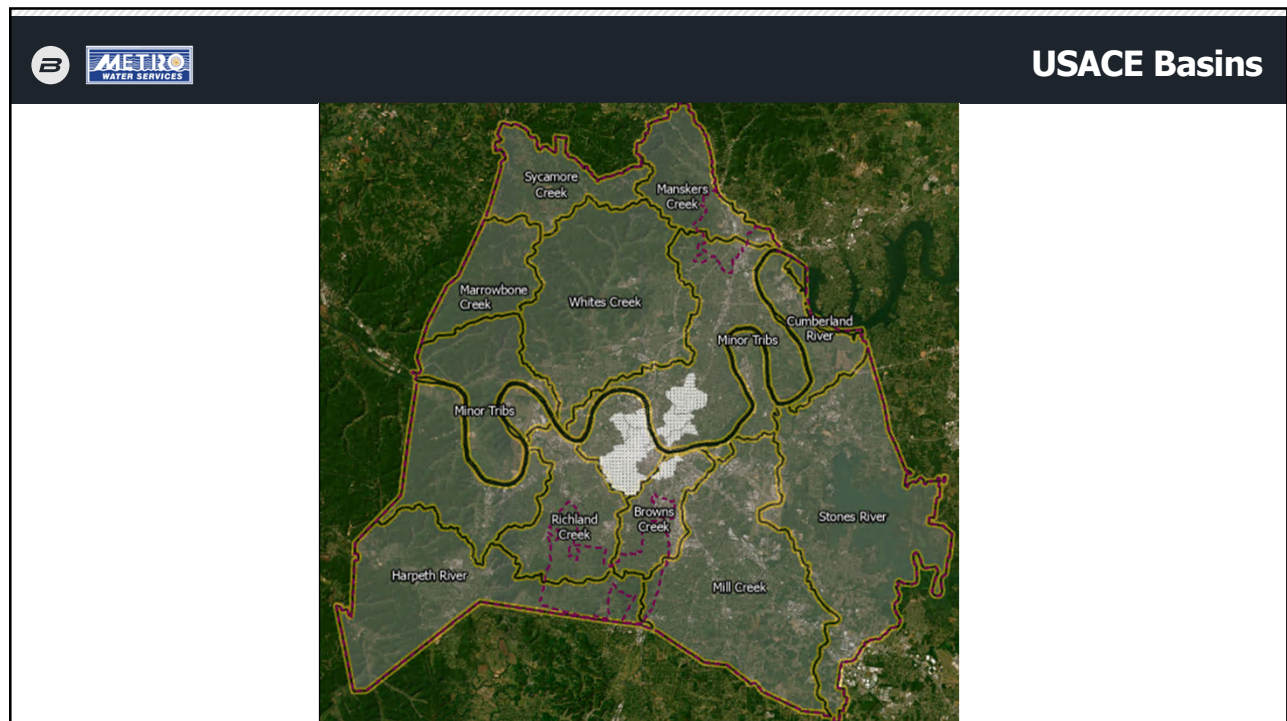 B
METRO
WATER SERVICES
USACE Basins
Sycamore
Creek
Manskers
Creek
Marrowbone
Creek
Whites Creek
Cumberland
River
Minor Tribs
Minor Tribs
Richland
Creek
Browns
Creek
Stones River
Harpeth River
Mill Creek